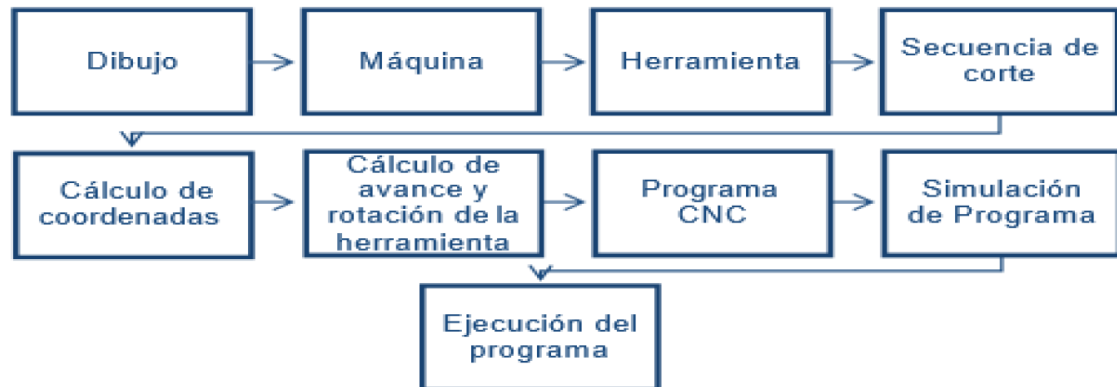 Dibujo
Máquina
Herramienta
Secuencia de
corte
Cálculo de
coordenadas
Cálculo de
avance y
rotación de la
herramienta
Programa
CNC
Simulación
de Programa
Ejecución del
programa